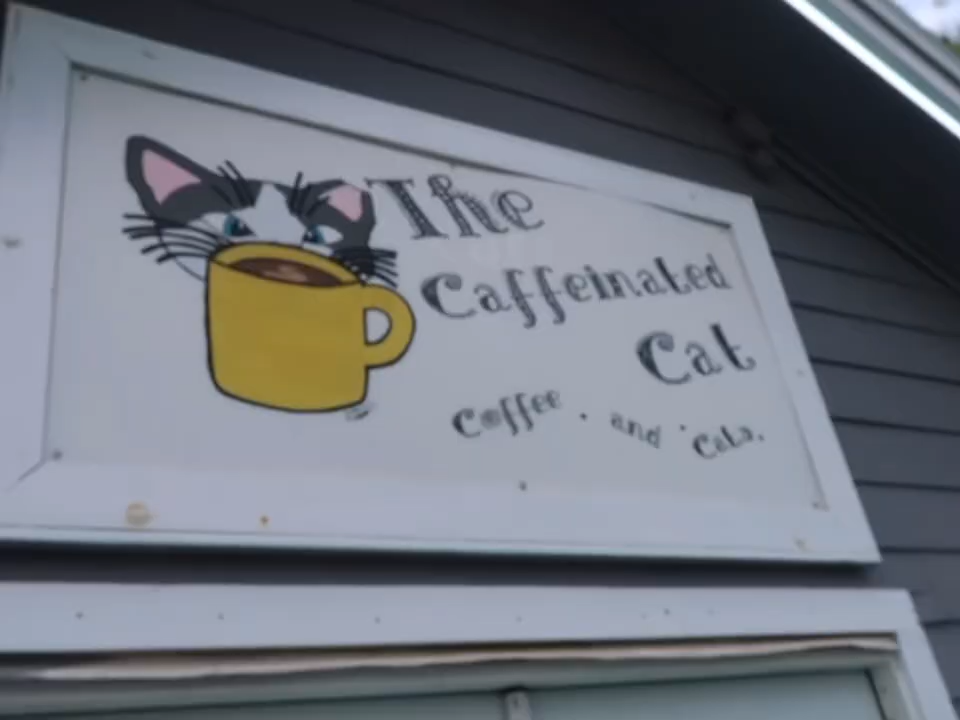 The
Caffeinated
Cat
Coffee . and . Cats.